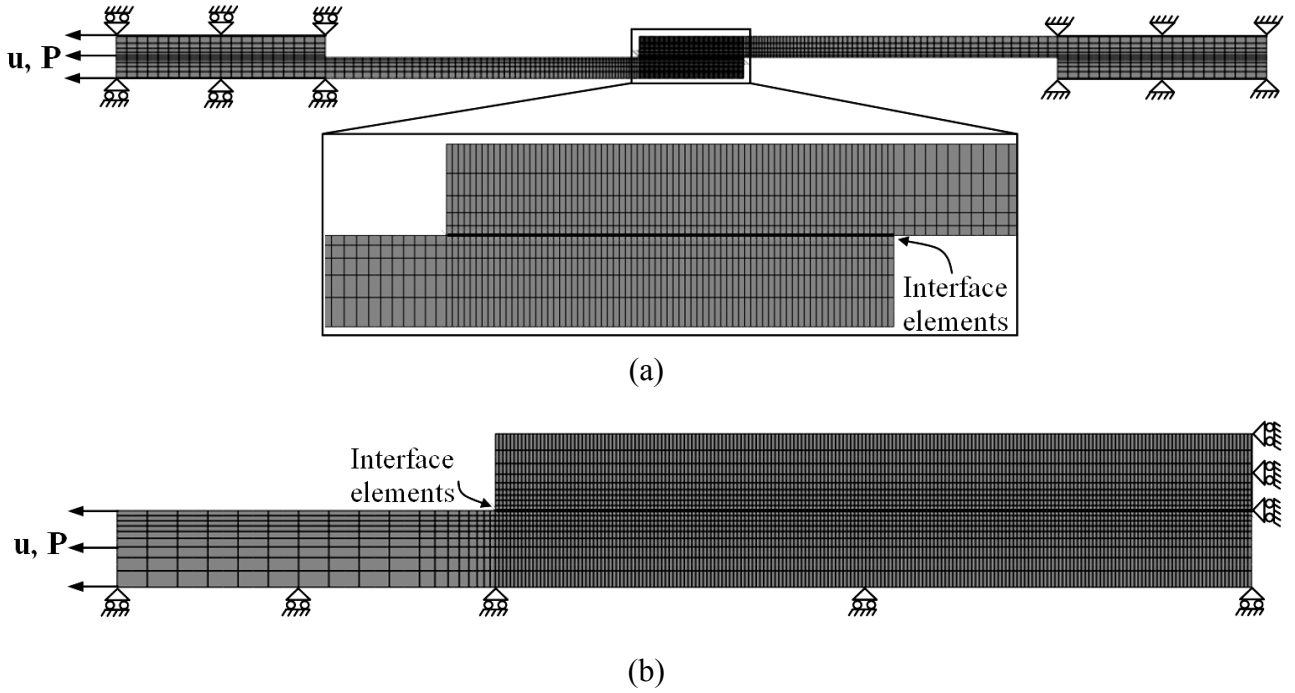 u, P
Interface
elements
(a)
Interface
elements
u, P
(b)